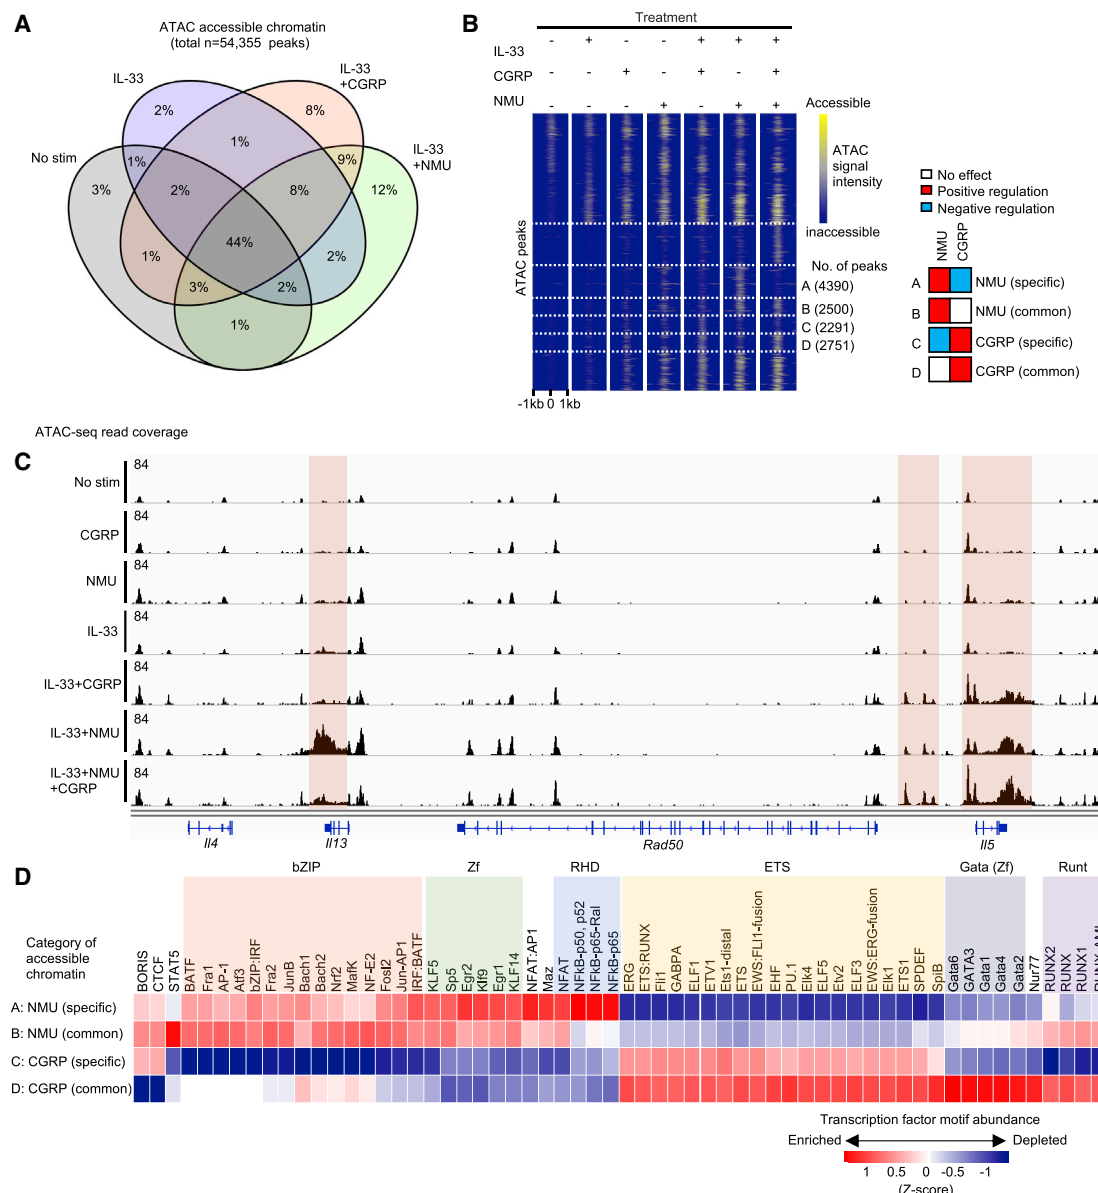 A
ATAC accessible chromatin
(total n=54,355 peaks)
IL-33
IL-33
+CGRP
IL-33
+NMU
No stim
2%
8%
1%
1%
9%
3%
2%
8%
12%
44%
1%
2%
3%
2%
1%
B
Treatment
IL-33
- + - - + + +
CGRP
- + + +
NMU
- + - + +
ATAC peaks
-1kb 0 1kb
Accessible
ATAC
signal
intensity
inaccessible
No. of peaks
A (4390)
B (2500)
C (2291)
D (2751)
No effect
Positive regulation
Negative regulation
NMU
CGRP
A NMU (specific)
B NMU (common)
C CGRP (specific)
D CGRP (common)
ATAC-seq read coverage
C
No stim 84
CGRP 84
NMU 84
IL-33 84
IL-33+CGRP 84
IL-33+NMU 84
IL-33+NMU
+CGRP 84
Il4
Il13
Rad50
Il5
D
bZIP
Zf
RHD
ETS
Gata (Zf)
Runt
Category of
accessible
chromatin
BORIS
CTCF
STAT5
BATF
Fra1
AP-1
Atf3
bZIP:IRF
Fra2
JunB
Bach1
Bach2
Nrf2
MafK
NF-E2
Fosl2
Jun-AP1
IRF:BATF
KLF5
Sp5
Egr2
Klf9
Egr1
KLF14
NFAT:AP1
Maz
NFAT
NFkB-p50, p52
NFkB-p65-Ral
NFkB-p65
ERG
ETS:RUNX
Fli1
GABPA
ELF1
ETV1
Ets1-distal
ETS
EWS:FLI1-fusion
EHF
PU.1
Elk4
ELF5
Etv2
ELF3
EWS:ERG-fusion
Elk1
ETS1
SPDEF
SpiB
Gata6
GATA3
Gata1
Gata4
Gata2
Nur77
RUNX2
RUNX
RUNX1
RUNX-AML
A: NMU (specific)
B: NMU (common)
C: CGRP (specific)
D: CGRP (common)
Transcription factor motif abundance
Enriched Depleted
1 0.5 0 -0.5 -1
(Z-score)